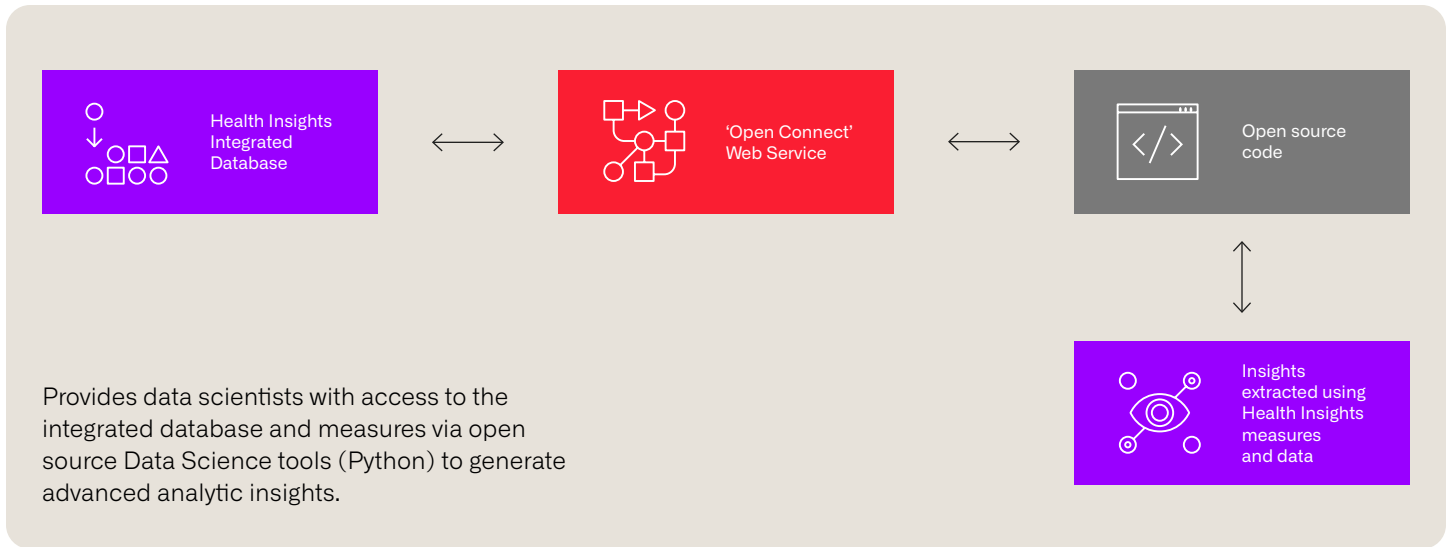 Health Insights
Integrated
Database
‘Open Connect’
Web Service
</>
Open source
code
Insights
extracted using
Health Insights
measures
and data
Provides data scientists with access to the
integrated database and measures via open
source Data Science tools (Python) to generate
advanced analytic insights.